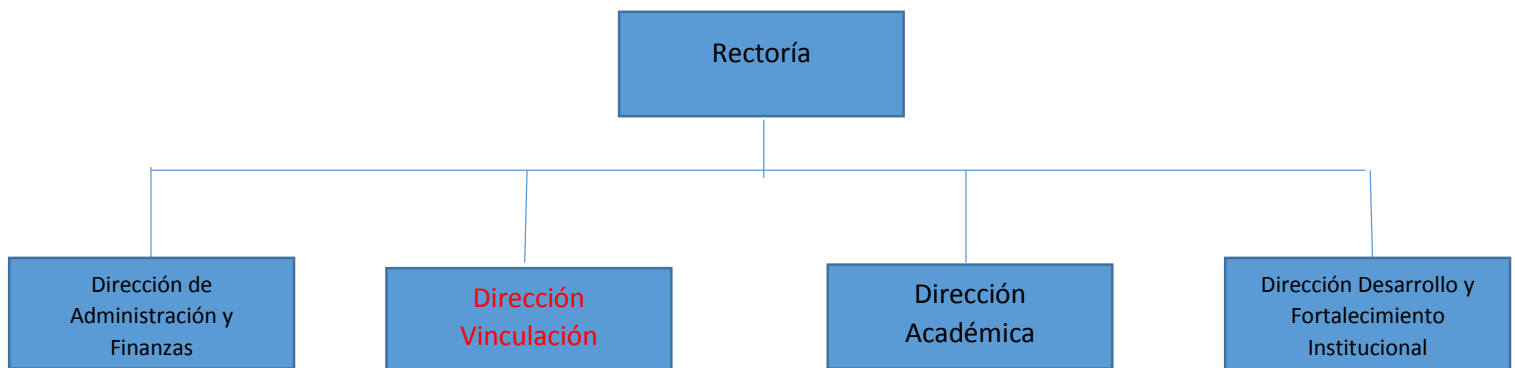 Rectoría
Dirección de
Administración y
Finanzas
Dirección
Vinculación
Dirección
Académica
Dirección Desarrollo y
Fortalecimiento
Institucional